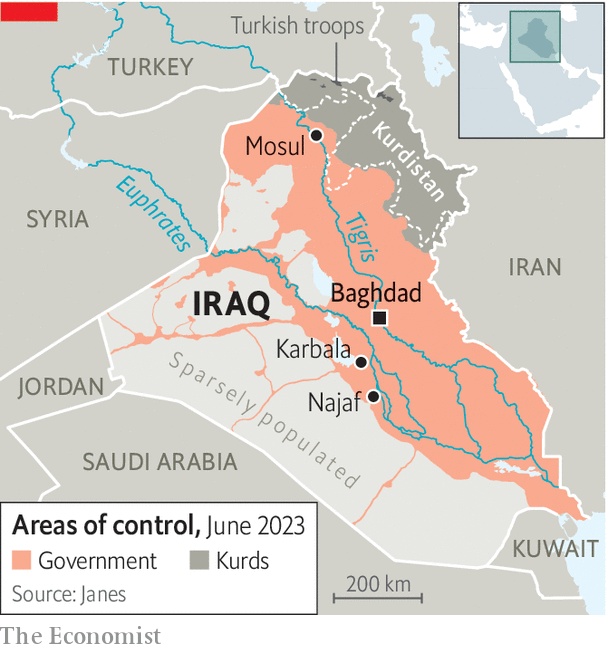 Turkish troops
TURKEY
Mosul
Kurdistan
Euphrates
SYRIA
Tigris
IRAN
IRAQ
Baghdad
Karbala
JORDAN
Sparsely populated
Najaf
SAUDI ARABIA
Areas of control, June 2023
Government
Kurds
Source: Janes
KUWAIT
200 km
The Economist